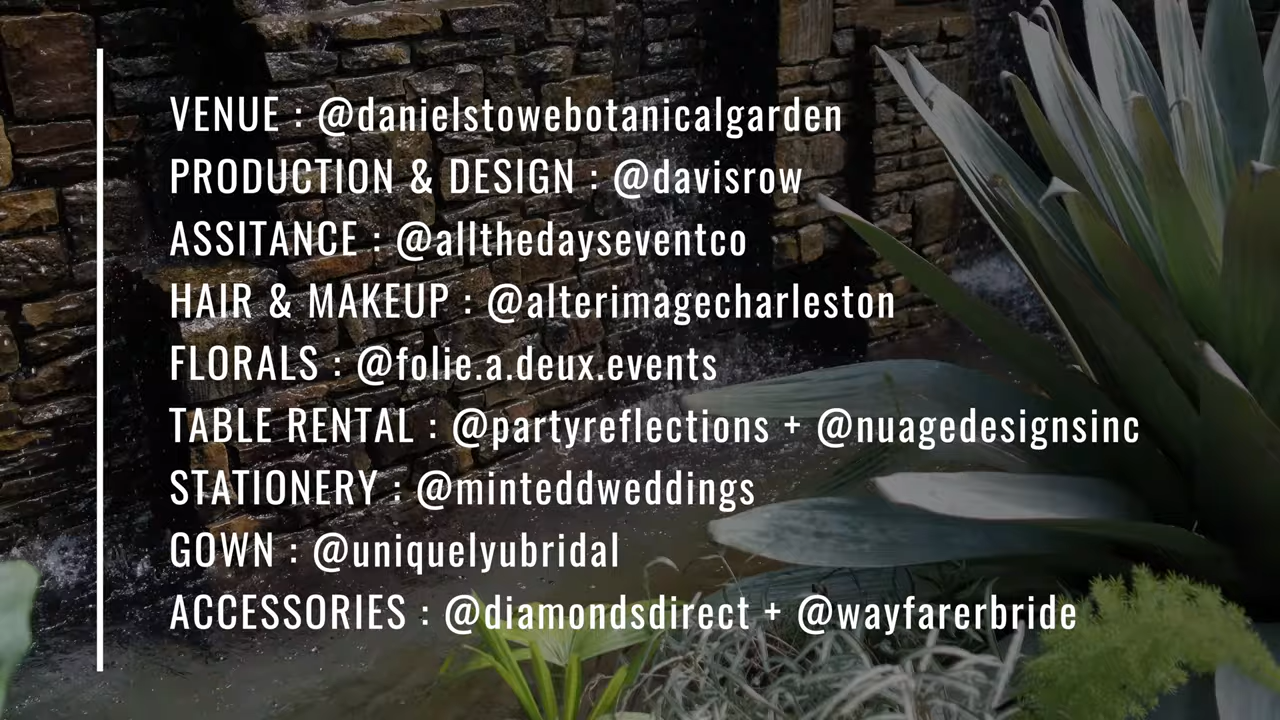 VENUE : @danielstowebotanicalgarden
PRODUCTION & DESIGN : @davisrow
ASSITANCE : @allthedayseventco
HAIR & MAKEUP : @alterimagecharleston
FLORALS : @folie.a.deux.events
TABLE RENTAL : @partyreflections + @nuagedesignsinc
STATIONERY : @minteddweddings
GOWN : @uniquelyubridal
ACCESSORIES : @diamondsdirect + @wayfarerbride